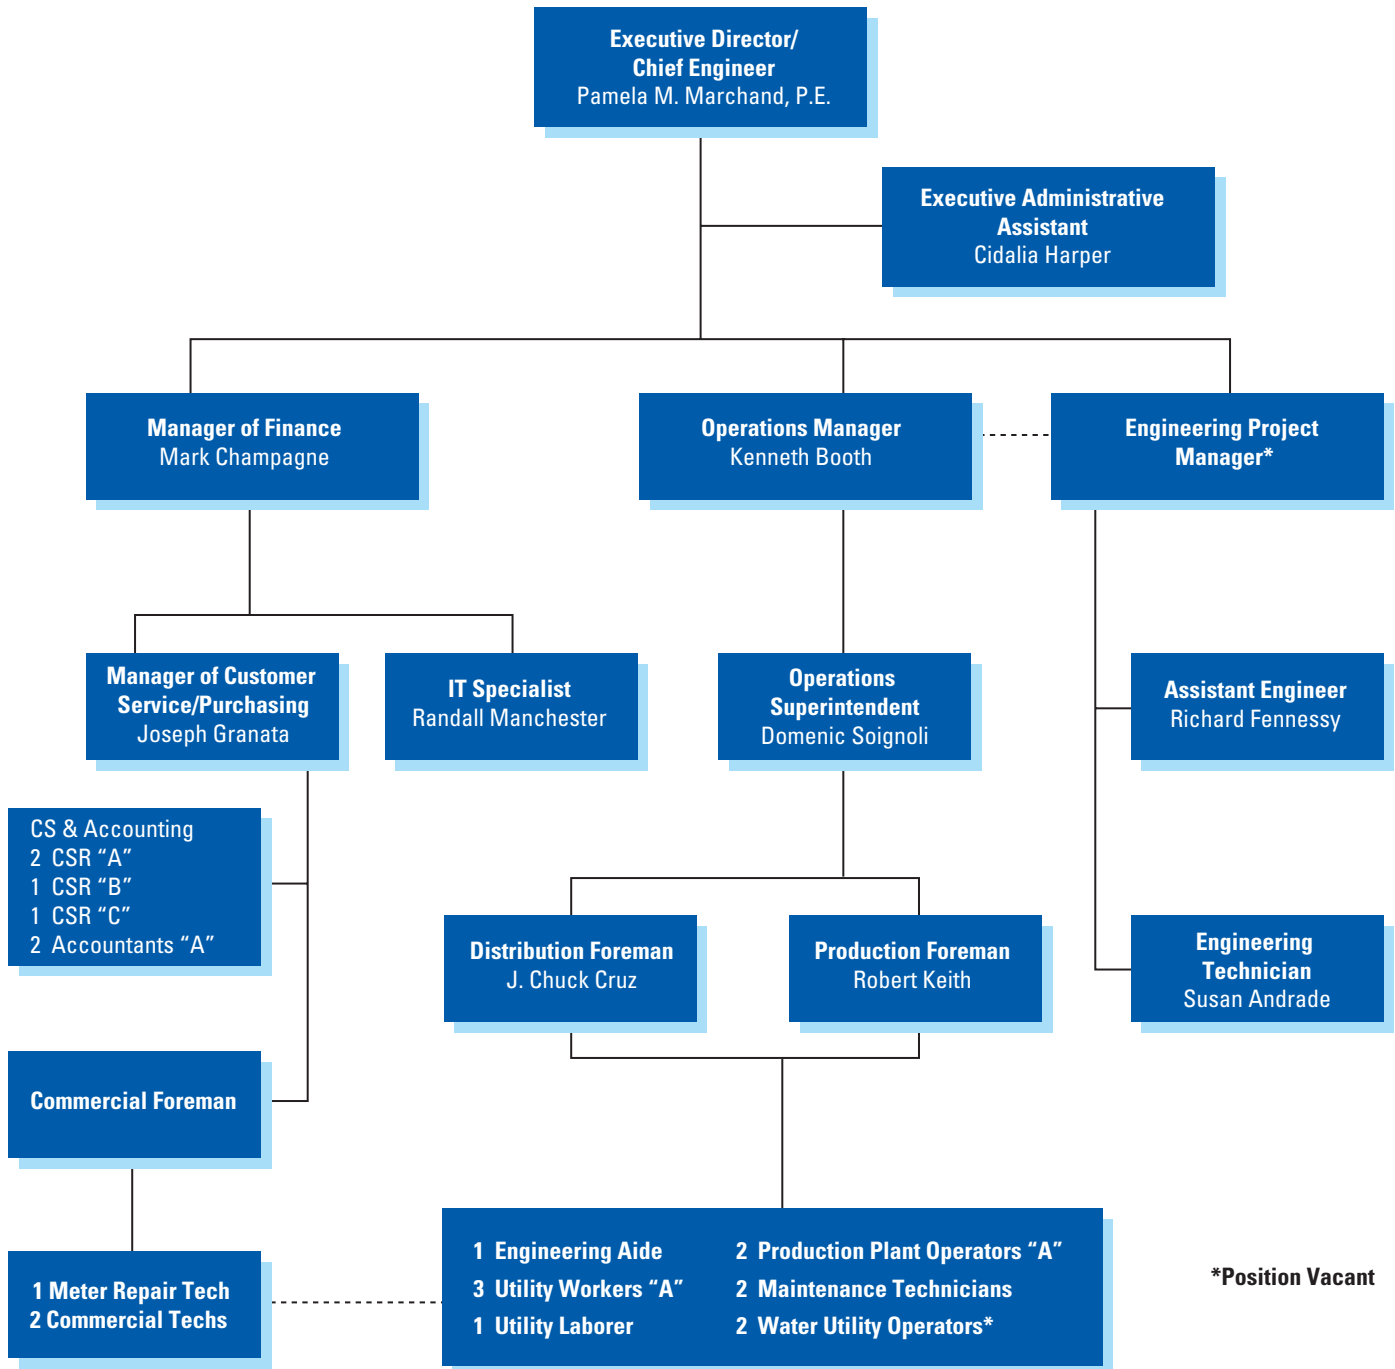 Executive Director/
Chief Engineer
Pamela M. Marchand, P.E.
Executive Administrative
Assistant
Cidalia Harper
Manager of Finance
Mark Champagne
Operations Manager
Kenneth Booth
Engineering Project
Manager*
Manager of Customer
Service/Purchasing
Joseph Granata
IT Specialist
Randall Manchester
Operations
Superintendent
Domenic Soignoli
Assistant Engineer
Richard Fennessy
CS & Accounting
2 CSR “A”
1 CSR “B”
1 CSR “C”
2 Accountants “A”
Distribution Foreman
J. Chuck Cruz
Production Foreman
Robert Keith
Engineering
Technician
Susan Andrade
Commercial Foreman
1 Meter Repair Tech
2 Commercial Techs
1 Engineering Aide
3 Utility Workers “A”
1 Utility Laborer
2 Production Plant Operators “A”
2 Maintenance Technicians
2 Water Utility Operators*
*Position Vacant